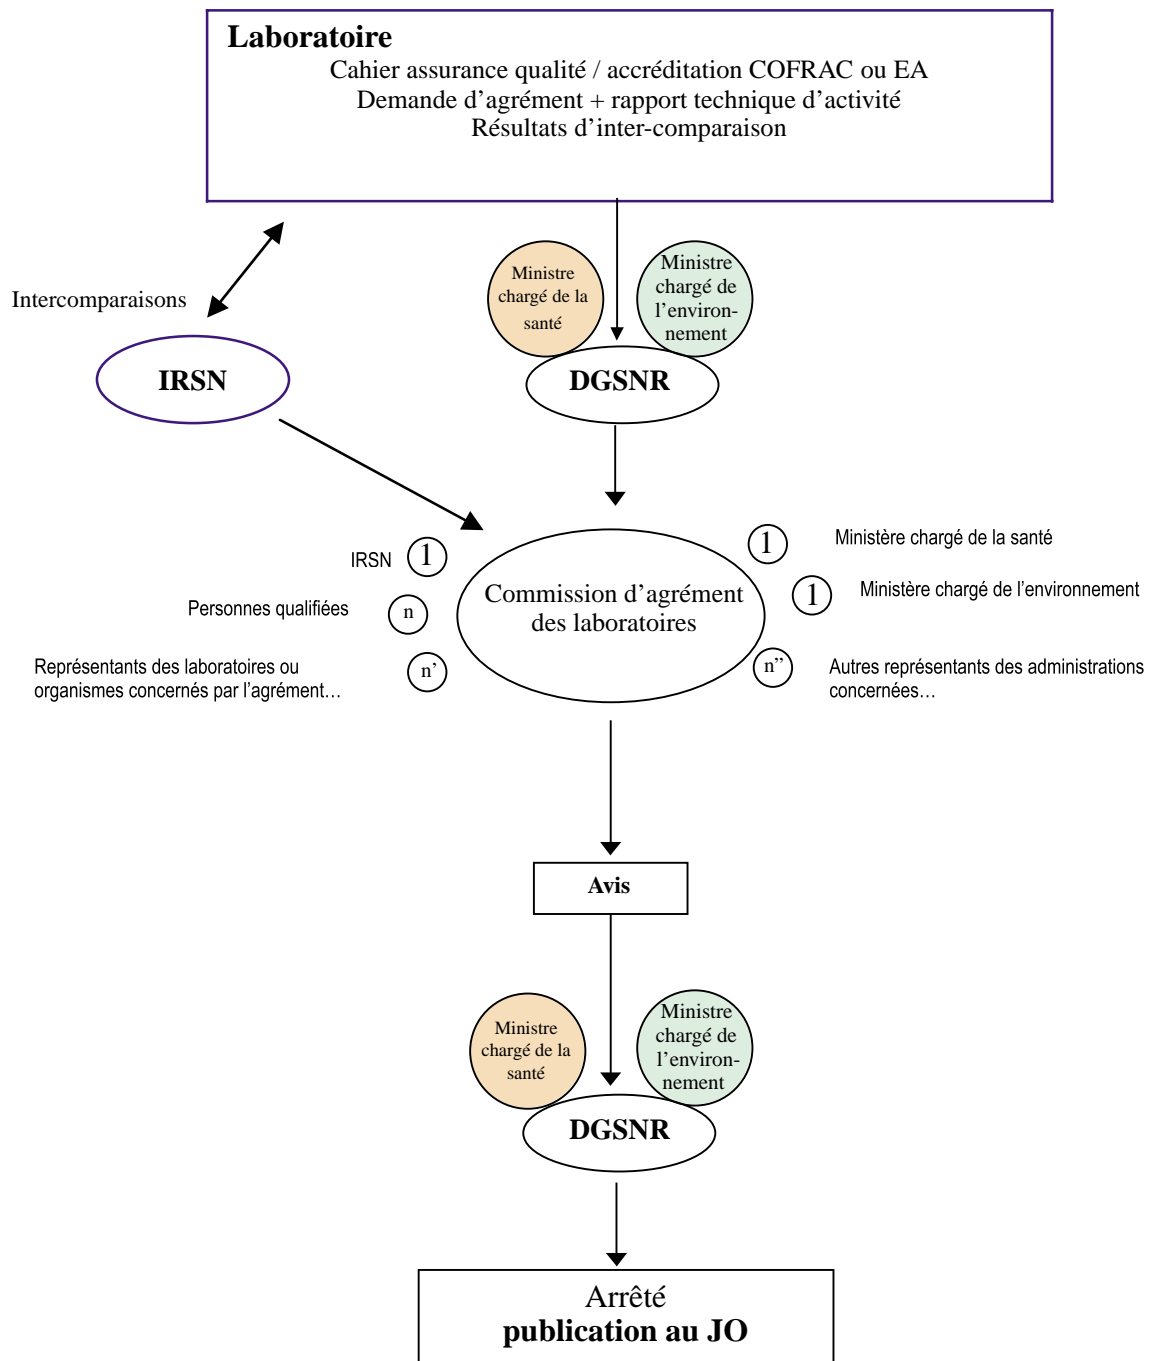 Laboratoire
Cahier assurance qualité / accréditation COFRAC ou EA
Demande d’agrément + rapport technique d’activité
Résultats d’inter-comparaison
Intercomparaisons
IRSN
Ministre
chargé de la
santé
Ministre
chargé de
l’environ-
nement
DGSNR
IRSN
1
Personnes qualifiées
n
Représentants des laboratoires ou
organismes concernés par l’agrément…
n’
Commission d’agrément
des laboratoires
1
Ministère chargé de la santé
1
Ministère chargé de l’environnement
n”
Autres représentants des administrations
concernées…
Avis
Ministre
chargé de la
santé
Ministre
chargé de
l’environ-
nement
DGSNR
Arrêté
publication au JO